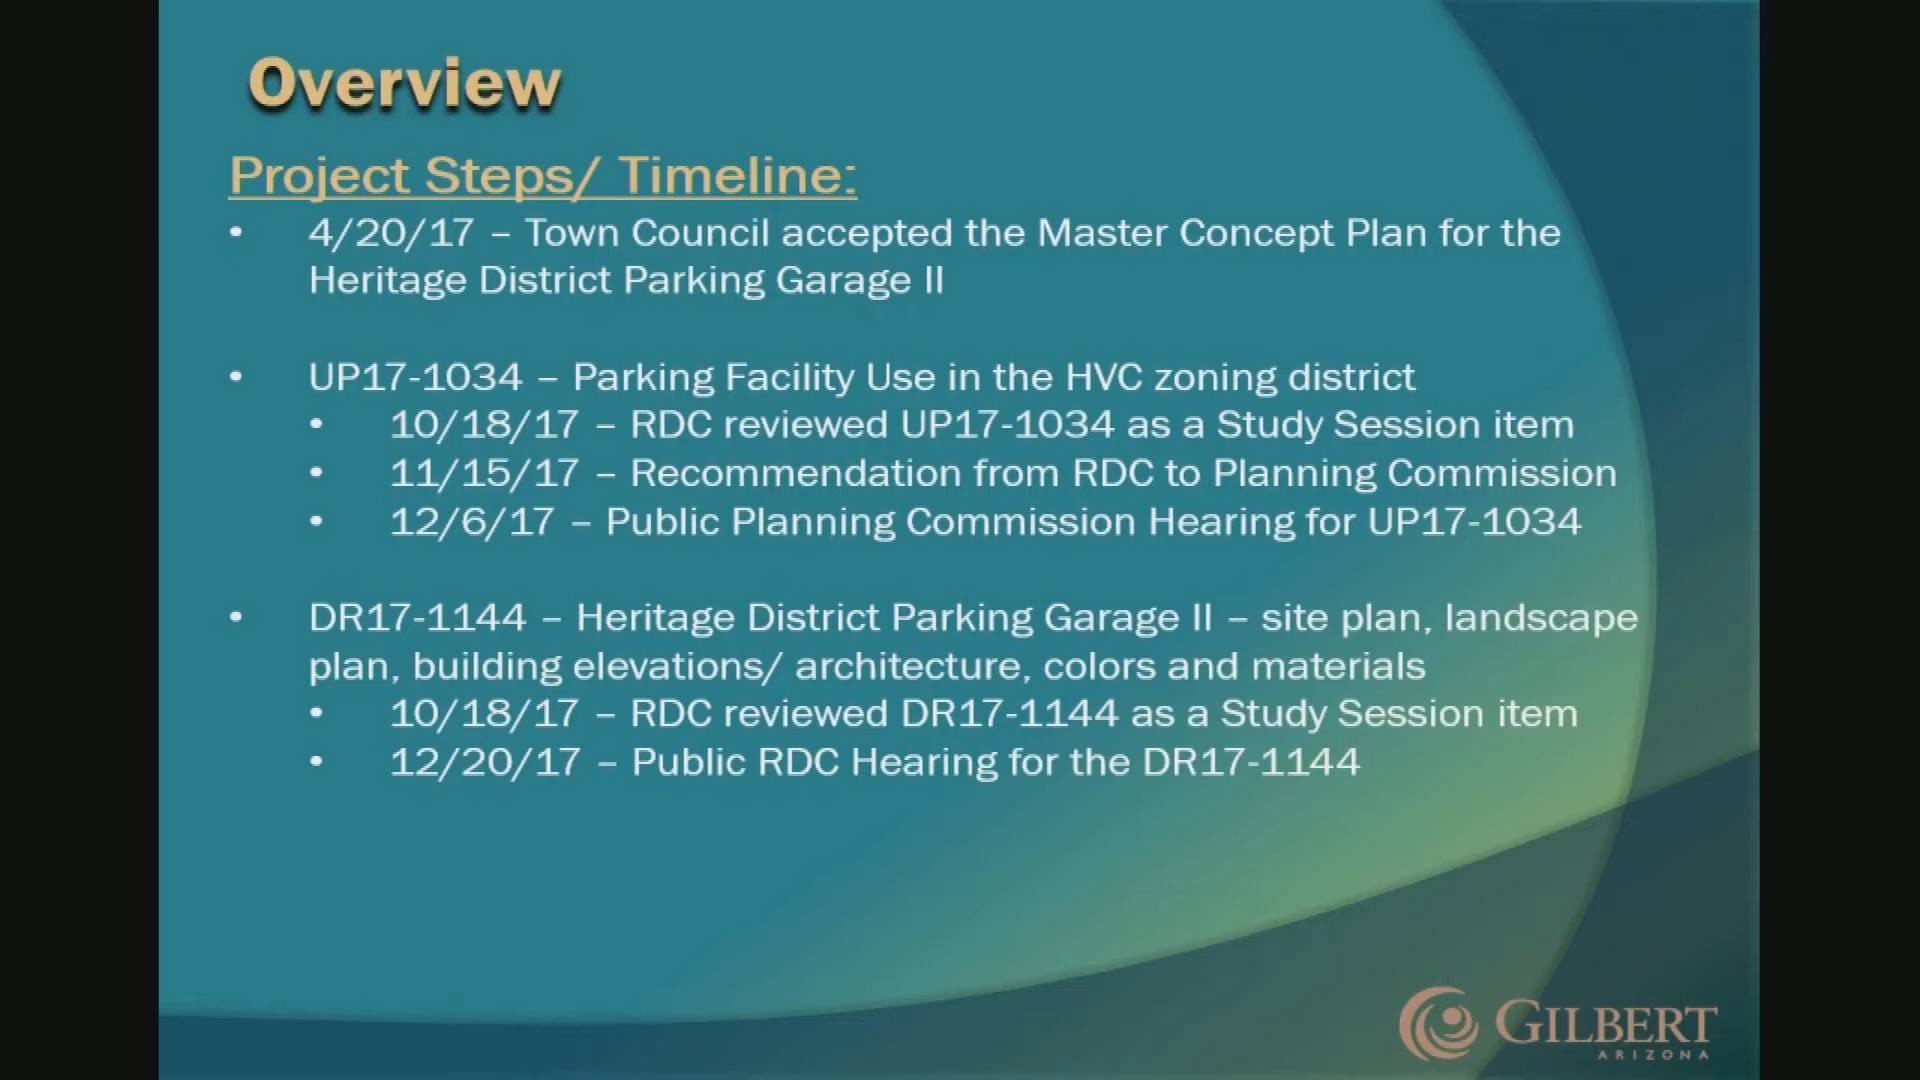 Overview
Project Steps/ Timeline:
• 4/20/17 – Town Council accepted the Master Concept Plan for the
Heritage District Parking Garage II
• UP17-1034 – Parking Facility Use in the HVC zoning district
• 10/18/17 – RDC reviewed UP17-1034 as a Study Session item
• 11/15/17 – Recommendation from RDC to Planning Commission
• 12/6/17 – Public Planning Commission Hearing for UP17-1034
• DR17-1144 – Heritage District Parking Garage II – site plan, landscape
plan, building elevations/ architecture, colors and materials
• 10/18/17 – RDC reviewed DR17-1144 as a Study Session item
• 12/20/17 – Public RDC Hearing for the DR17-1144
GILBERT
ARIZONA